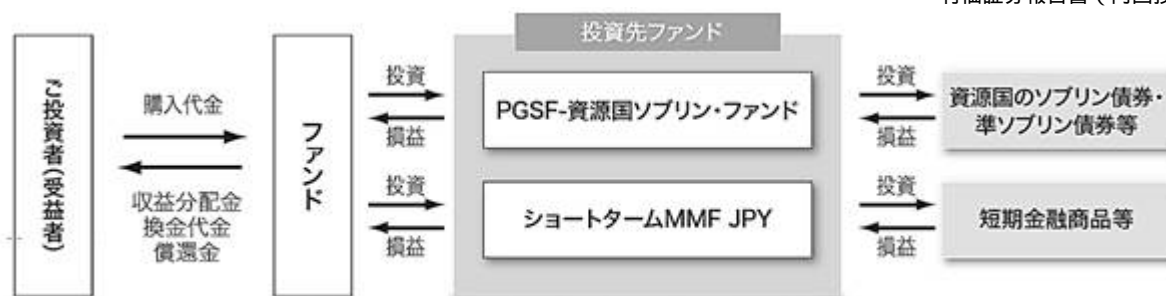 投資先ファンド
投資者(受益者)
購入代金
収益分配金
換金代金
償還金
ファンド
投資
損益
PGSF-資源国ソブリン・ファンド
投資
損益
資源国のソブリン債券・
準ソブリン債券等
投資
損益
ショートタームMMF JPY
投資
損益
短期金融商品等